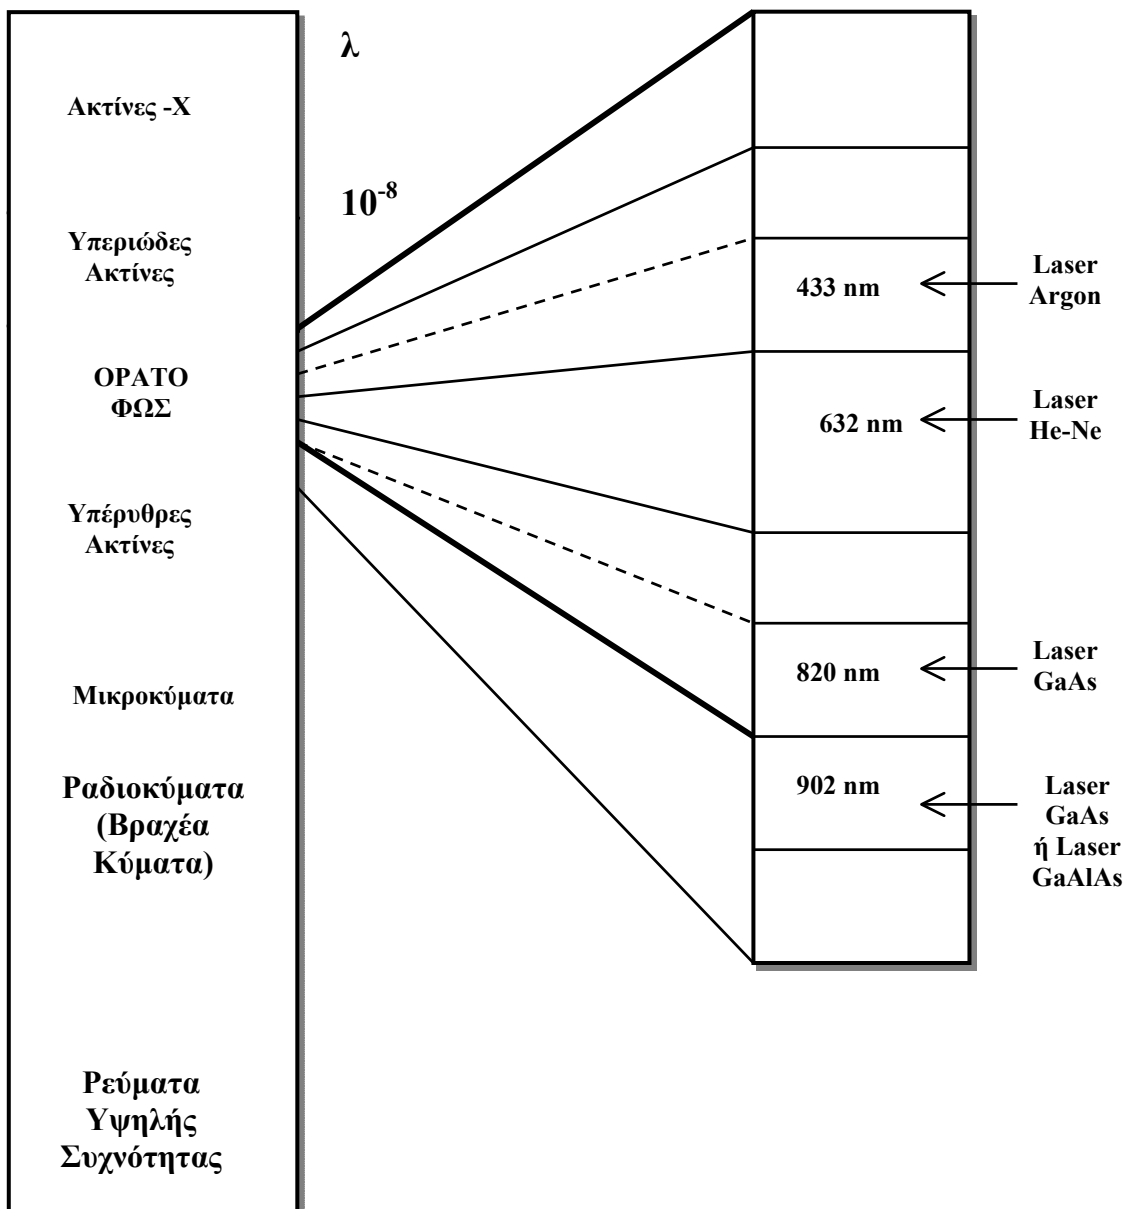 Ακτίνες -Χ
Υπεριώδες
Ακτίνες
ΟΡΑΤΟ
ΦΩΣ
Υπέρυθρες
Ακτίνες
Μικροκύματα
Ραδιοκύματα
(Βραχέα
Κύματα)
Ρεύματα
Υψηλής
Συχνότητας
λ
10⁻⁸
433 nm
Laser
Argon
632 nm
Laser
He-Ne
820 nm
Laser
GaAs
902 nm
Laser
GaAs
ή Laser
GaAlAs